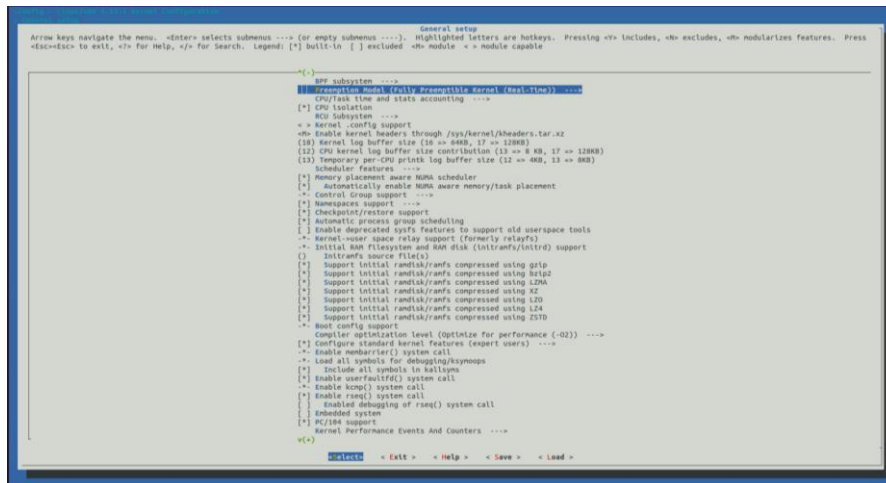 General setup
Arrow keys navigate the menu. <Enter> selects submenus ---> (or empty submenus ----). Highlighted letters are hotkeys. Pressing <Y> includes, <N> excludes, <M> modularizes features. Press
<Esc><Esc> to exit, <?> for Help, </> for Search. Legend: [*] built-in [ ] excluded <M> module < > module capable
^(-)
BPF subsystem --->
Preemption Model (Fully Preemptible Kernel (Real-Time)) --->
CPU/Task time and stats accounting --->
[*] CPU isolation
RCU Subsystem --->
< > Kernel .config support
<M> Enable kernel headers through /sys/kernel/kheaders.tar.xz
(18) Kernel log buffer size (16 => 64KB, 17 => 128KB)
(12) CPU kernel log buffer size contribution (13 => 8 KB, 17 => 128KB)
(13) Temporary per-CPU printk log buffer size (12 => 4KB, 13 => 8KB)
Scheduler features --->
[*] Memory placement aware NUMA scheduler
[*] Automatically enable NUMA aware memory/task placement
-*- Control Group support --->
[*] Namespaces support --->
[*] Checkpoint/restore support
[*] Automatic process group scheduling
[ ] Enable deprecated sysfs features to support old userspace tools
-*- Kernel->user space relay support (formerly relayfs)
-*- Initial RAM filesystem and RAM disk (initramfs/initrd) support
() Initramfs source file(s)
[*] Support initial ramdisk/ramfs compressed using gzip
[*] Support initial ramdisk/ramfs compressed using bzip2
[*] Support initial ramdisk/ramfs compressed using LZMA
[*] Support initial ramdisk/ramfs compressed using XZ
[*] Support initial ramdisk/ramfs compressed using LZO
[*] Support initial ramdisk/ramfs compressed using LZ4
[*] Support initial ramdisk/ramfs compressed using ZSTD
-*- Boot config support
Compiler optimization level (Optimize for performance (-O2)) --->
[*] Configure standard kernel features (expert users) --->
-*- Enable membarrier() system call
-*- Load all symbols for debugging/ksymoops
[*] Include all symbols in kallsyms
[*] Enable userfaultfd() system call
-*- Enable kcmp() system call
[*] Enable rseq() system call
[ ] Enabled debugging of rseq() system call
[ ] Embedded system
[*] PC/104 support
Kernel Performance Events And Counters --->
v(+)
<Select> < Exit > < Help > < Save > < Load >